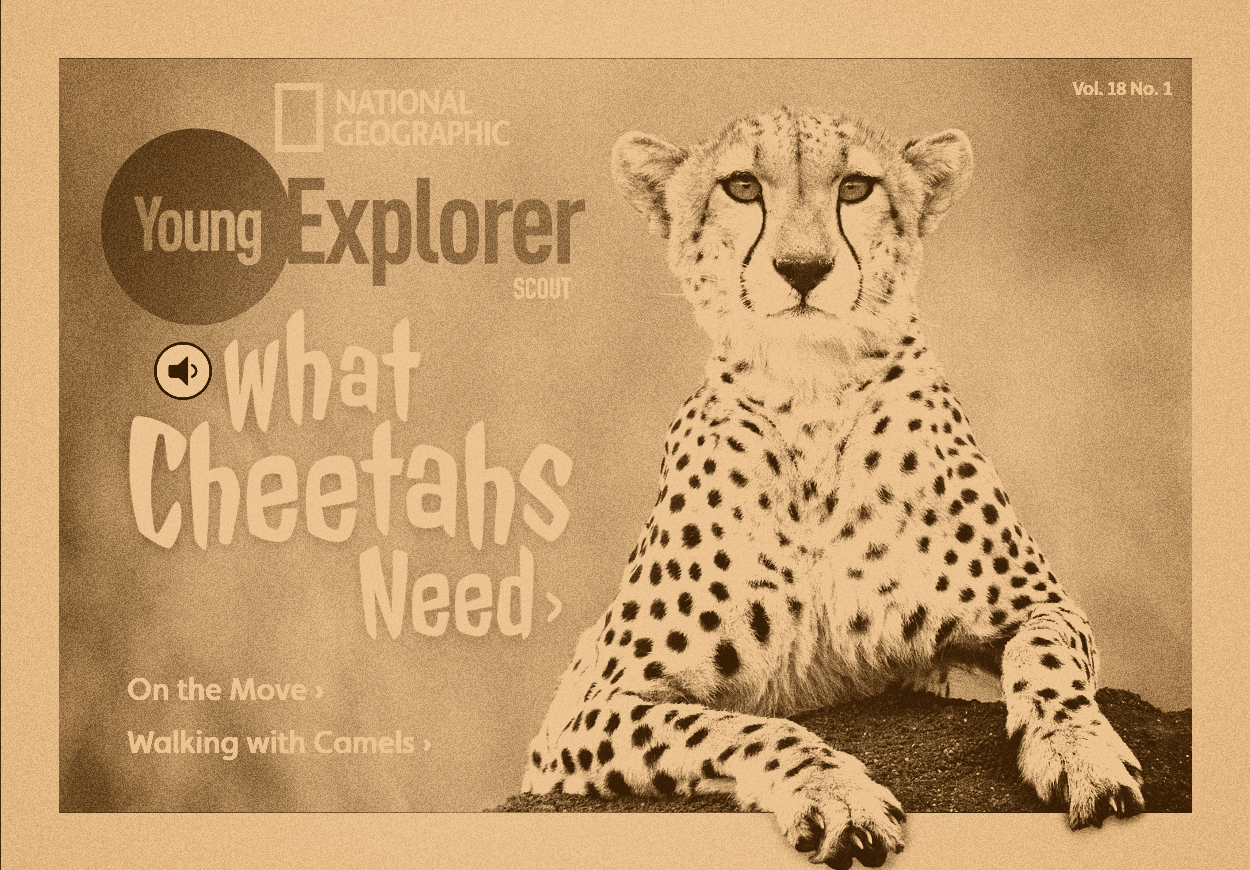 Vol. 18 No. 1
NATIONAL
GEOGRAPHIC
Young Explorer
SCOUT
What
Cheetahs
Need ›
On the Move ›
Walking with Camels ›